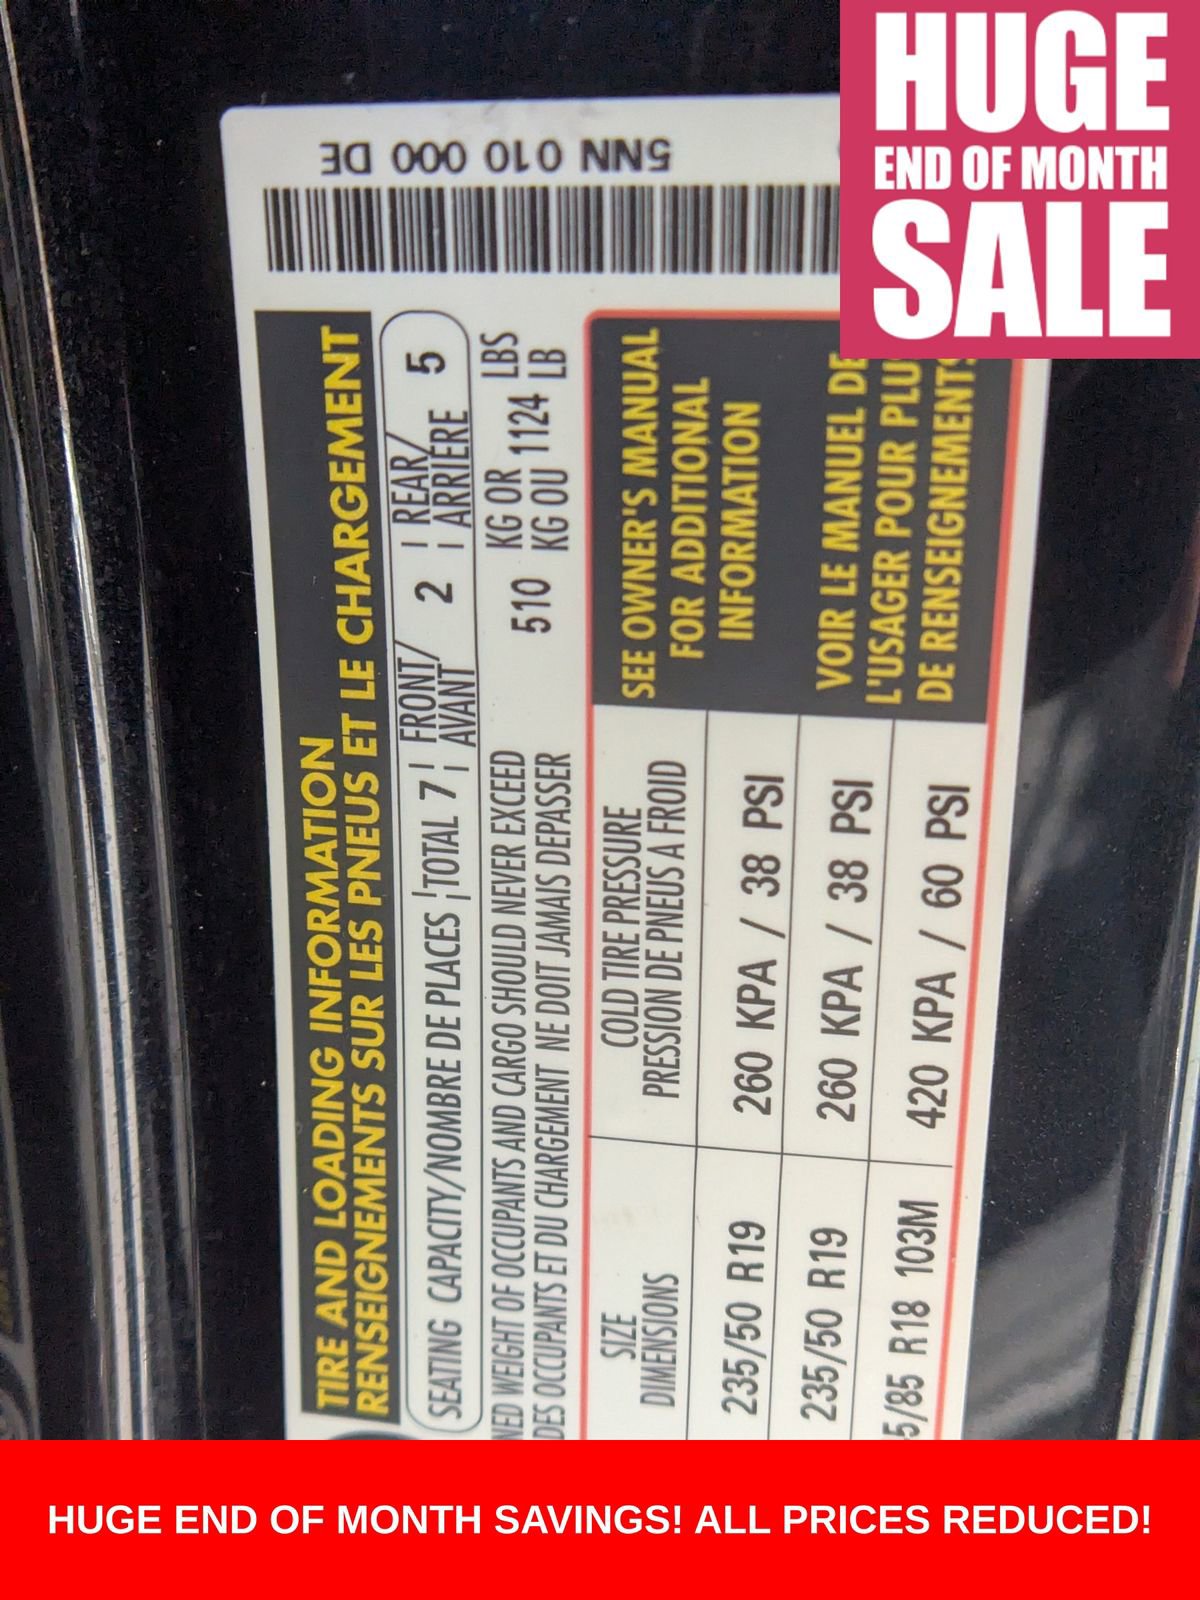 HUGE
END OF MONTH
SALE
5NN 010 000 DE
TIRE AND LOADING INFORMATION
RENSEIGNEMENTS SUR LES PNEUS ET LE CHARGEMENT
SEATING CAPACITY/NOMBRE DE PLACES TOTAL 7 FRONT/ AVANT 2 REAR/ ARRIERE 5
WEIGHT OF OCCUPANTS AND CARGO SHOULD NEVER EXCEED 510 KG OR 1124 LBS
DES OCCUPANTS ET DU CHARGEMENT NE DOIT JAMAIS DEPASSER KG OU LB
SIZE
DIMENSIONS
COLD TIRE PRESSURE
PRESSION DE PNEUS A FROID
235/50 R19 260 KPA / 38 PSI
235/50 R19 260 KPA / 38 PSI
5/85 R18 103M 420 KPA / 60 PSI
SEE OWNER'S MANUAL
FOR ADDITIONAL
INFORMATION
VOIR LE MANUEL DE
L'USAGER POUR PLU
DE RENSEIGNEMENTS
HUGE END OF MONTH SAVINGS! ALL PRICES REDUCED!